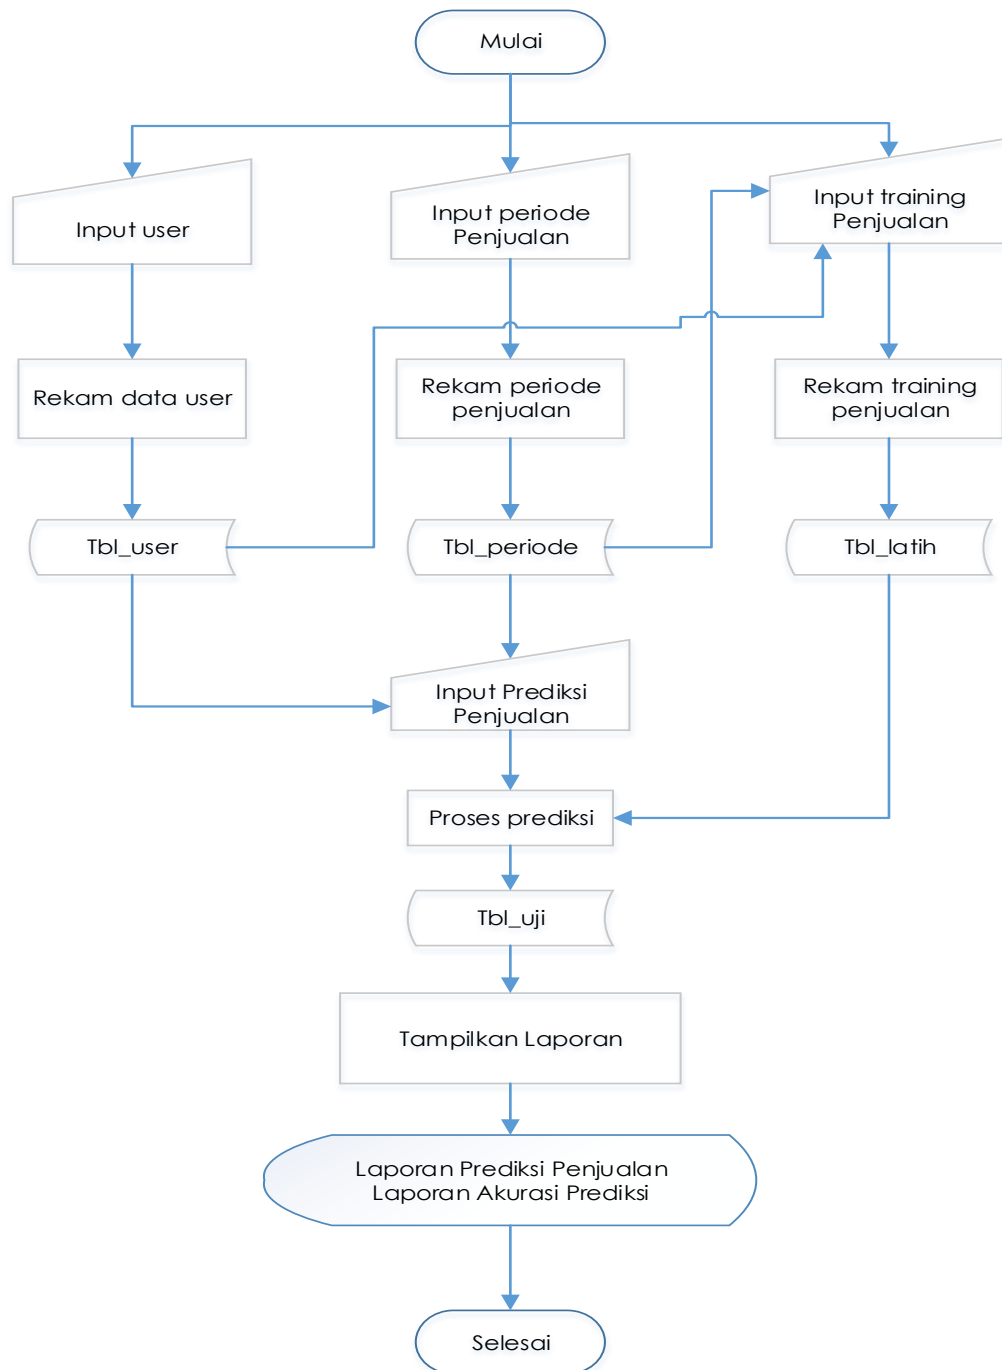 Mulai
Input user
Input periode
Penjualan
Input training
Penjualan
Rekam data user
Rekam periode
penjualan
Rekam training
penjualan
Tbl_user
Tbl_periode
Tbl_latih
Input Prediksi
Penjualan
Proses prediksi
Tbl_uji
Tampilkan Laporan
Laporan Prediksi Penjualan
Laporan Akurasi Prediksi
Selesai